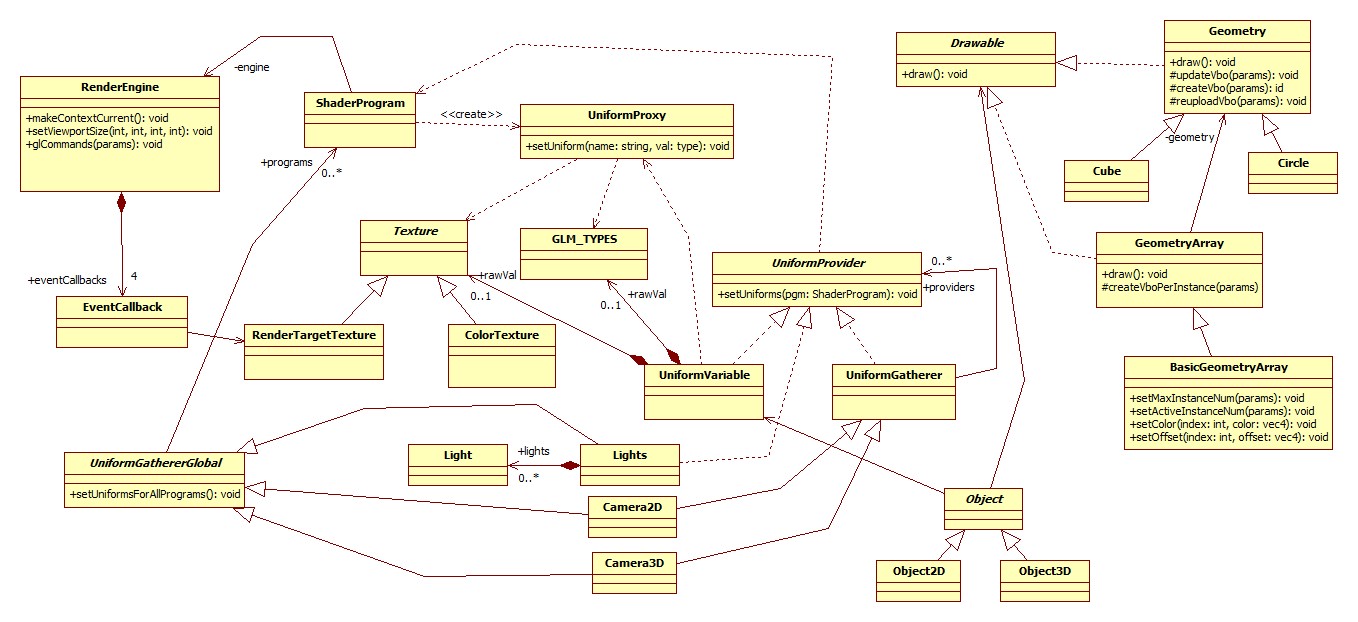 Drawable
+draw(): void
Geometry
+draw(): void
#updateVbo(params): void
#createVbo(params): id
#reuploadVbo(params): void
-engine
RenderEngine
+makeContextCurrent(): void
+setViewportSize(int, int, int, int): void
+glCommands(params): void
ShaderProgram
<<create>>
UniformProxy
+setUniform(name: string, val: type): void
-geometry
Cube
Circle
+programs
0..*
Texture
GLM_TYPES
UniformProvider
+setUniforms(pgm: ShaderProgram): void
0..*
+providers
GeometryArray
+draw(): void
#createVboPerInstance(params)
+eventCallbacks
4
+rawVal
0..1
+rawVal
0..1
EventCallback
RenderTargetTexture
ColorTexture
UniformVariable
UniformGatherer
BasicGeometryArray
+setMaxInstanceNum(params): void
+setActiveInstanceNum(params): void
+setColor(index: int, color: vec4): void
+setOffset(index: int, offset: vec4): void
UniformGathererGlobal
+setUniformsForAllPrograms(): void
Light
+lights
0..*
Lights
Camera2D
Camera3D
Object
Object2D
Object3D